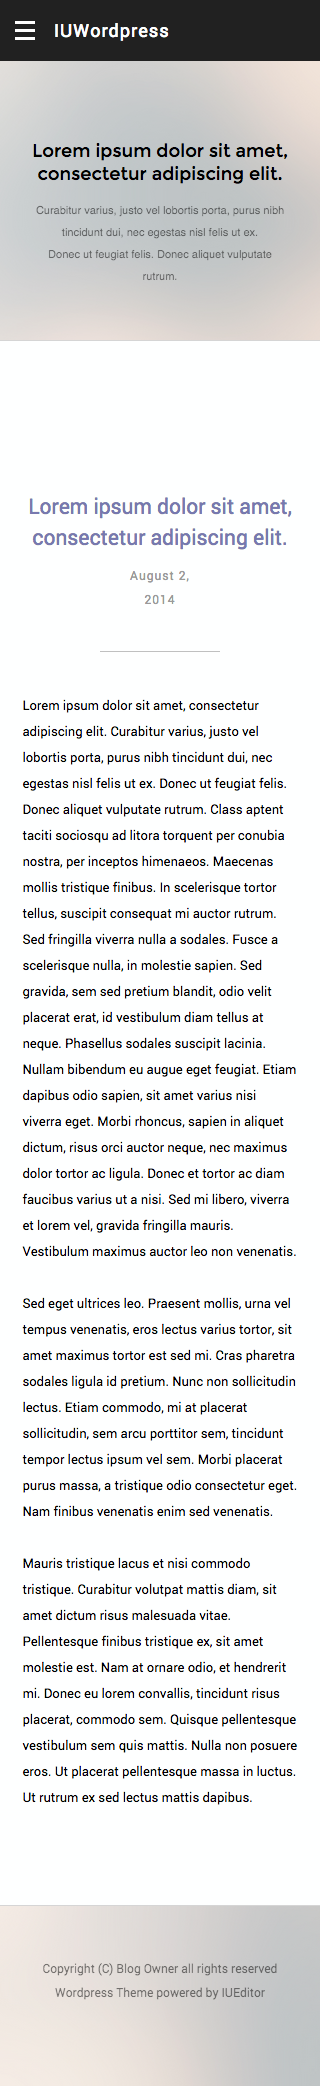 IUWordpress
Lorem ipsum dolor sit amet,
consectetur adipiscing elit.
Curabitur varius, justo vel lobortis porta, purus nibh
tincidunt dui, nec egestas nisl felis ut ex.
Donec ut feugiat felis. Donec aliquet vulputate
rutrum.
Lorem ipsum dolor sit amet,
consectetur adipiscing elit.
August 2,
2014
Lorem ipsum dolor sit amet, consectetur
adipiscing elit. Curabitur varius, justo vel
lobortis porta, purus nibh tincidunt dui, nec
egestas nisl felis ut ex. Donec ut feugiat felis.
Donec aliquet vulputate rutrum. Class aptent
taciti sociosqu ad litora torquent per conubia
nostra, per inceptos himenaeos. Maecenas
mollis tristique finibus. In scelerisque tortor
tellus, suscipit consequat mi auctor rutrum.
Sed fringilla viverra nulla a sodales. Fusce a
scelerisque nulla, in molestie sapien. Sed
gravida, sem sed pretium blandit, odio velit
placerat erat, id vestibulum diam tellus at
neque. Phasellus sodales suscipit lacinia.
Nullam bibendum eu augue eget feugiat. Etiam
dapibus odio sapien, sit amet varius nisi
viverra eget. Morbi rhoncus, sapien in aliquet
dictum, risus orci auctor neque, nec maximus
dolor tortor ac ligula. Donec et tortor ac diam
faucibus varius ut a nisi. Sed mi libero, viverra
et lorem vel, gravida fringilla mauris.
Vestibulum maximus auctor leo non venenatis.
Sed eget ultrices leo. Praesent mollis, urna vel
tempus venenatis, eros lectus varius tortor, sit
amet maximus tortor est sed mi. Cras pharetra
sodales ligula id pretium. Nunc non sollicitudin
lectus. Etiam commodo, mi at placerat
sollicitudin, sem arcu porttitor sem, tincidunt
tempor lectus ipsum vel sem. Morbi placerat
purus massa, a tristique odio consectetur eget.
Nam finibus venenatis enim sed venenatis.
Mauris tristique lacus et nisi commodo
tristique. Curabitur volutpat mattis diam, sit
amet dictum risus malesuada vitae.
Pellentesque finibus tristique ex, sit amet
molestie est. Nam at ornare odio, et hendrerit
mi. Donec eu lorem convallis, tincidunt risus
placerat, commodo sem. Quisque pellentesque
vestibulum sem quis mattis. Nulla non posuere
eros. Ut placerat pellentesque massa in luctus.
Ut rutrum ex sed lectus mattis dapibus.
Copyright (C) Blog Owner all rights reserved
Wordpress Theme powered by IUEditor